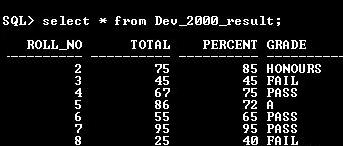 SQL> select * from Dev_2000_result;
ROLL_NO TOTAL PERCENT GRADE
---------- ---------- ---------- ----------
2 75 85 HONOURS
3 45 45 FAIL
4 67 75 PASS
5 86 72 A
6 55 65 PASS
7 95 95 PASS
8 25 40 FAIL